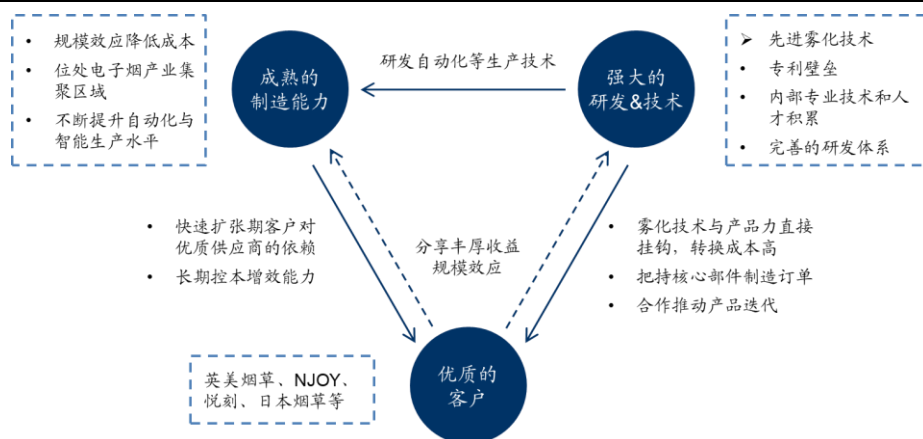 • 规模效应降低成本
• 位处电子烟产业集
聚区域
• 不断提升自动化与
智能生产水平
成熟的
制造能力
研发自动化等生产技术
强大的
研发&技术
➢ 先进雾化技术
• 专利壁垒
• 内部专业技术和人
才积累
• 完善的研发体系
• 快速扩张期客户对
优质供应商的依赖
• 长期控本增效能力
分享丰厚收益
规模效应
• 雾化技术与产品力直接
挂钩，转换成本高
• 把持核心部件制造订单
• 合作推动产品迭代
英美烟草、NJOY、
悦刻、日本烟草等
优质的
客户